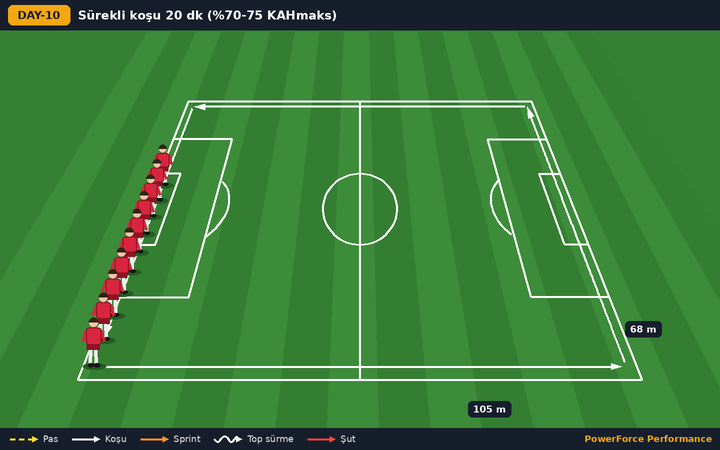 DAY-10 Sürekli koşu 20 dk (%70-75 KAHmaks)
68 m
105 m
Pas Koşu Sprint Top sürme Şut PowerForce Performance